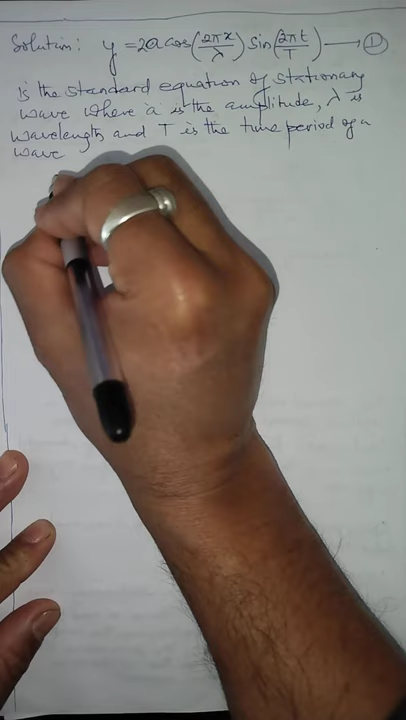 Solution: y = 2a cos(2πx/λ) sin(2πt/T) ——→ ①
is the standard equation of stationary
wave where 'a' is the amplitude, λ is
wavelength and T is the time period of a
wave